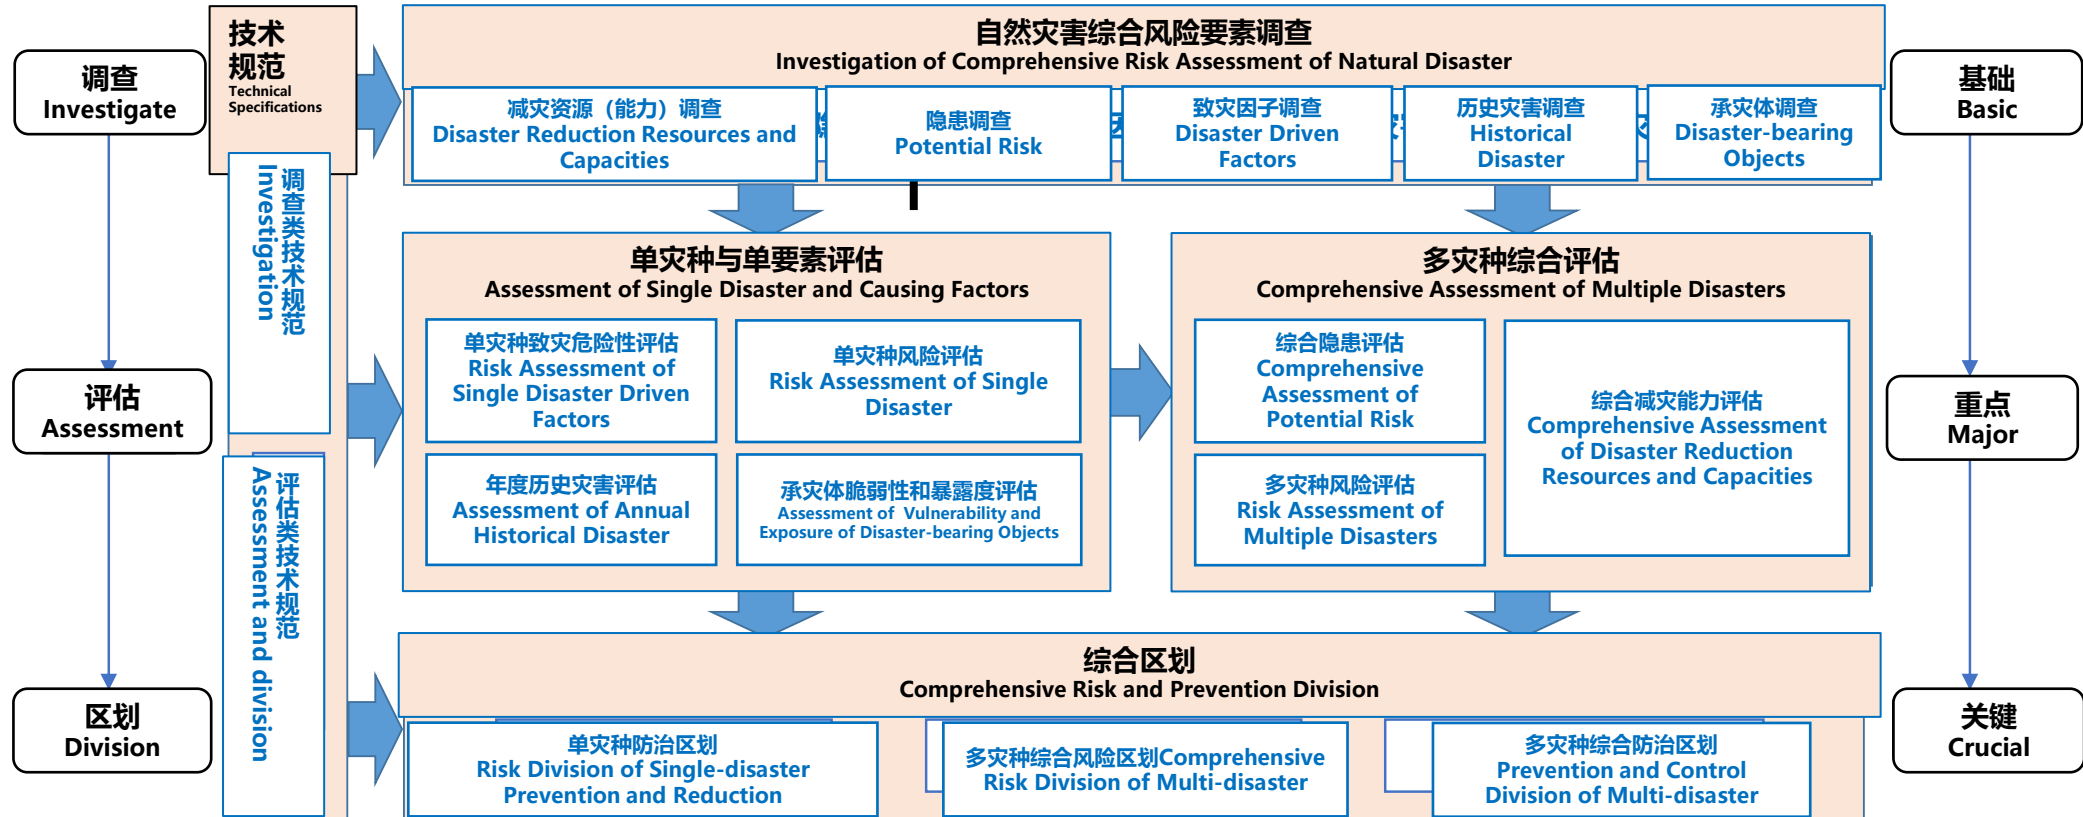 调查
Investigate
评估
Assessment
区划
Division
技术
规范
Technical
Specifications
调查类技术规范
Investigation
评估类技术规范
Assessment and division
自然灾害综合风险要素调查
Investigation of Comprehensive Risk Assessment of Natural Disaster
减灾资源（能力）调查
Disaster Reduction Resources and
Capacities
隐患调查
Potential Risk
致灾因子调查
Disaster Driven
Factors
历史灾害调查
Historical
Disaster
承灾体调查
Disaster-bearing
Objects
单灾种与单要素评估
Assessment of Single Disaster and Causing Factors
单灾种致灾危险性评估
Risk Assessment of
Single Disaster Driven
Factors
单灾种风险评估
Risk Assessment of Single
Disaster
年度历史灾害评估
Assessment of Annual
Historical Disaster
承灾体脆弱性和暴露度评估
Assessment of Vulnerability and
Exposure of Disaster-bearing Objects
多灾种综合评估
Comprehensive Assessment of Multiple Disasters
综合隐患评估
Comprehensive
Assessment of
Potential Risk
多灾种风险评估
Risk Assessment of
Multiple Disasters
综合减灾能力评估
Comprehensive Assessment
of Disaster Reduction
Resources and Capacities
综合区划
Comprehensive Risk and Prevention Division
单灾种防治区划
Risk Division of Single-disaster
Prevention and Reduction
多灾种综合风险区划Comprehensive
Risk Division of Multi-disaster
多灾种综合防治区划
Prevention and Control
Division of Multi-disaster
基础
Basic
重点
Major
关键
Crucial